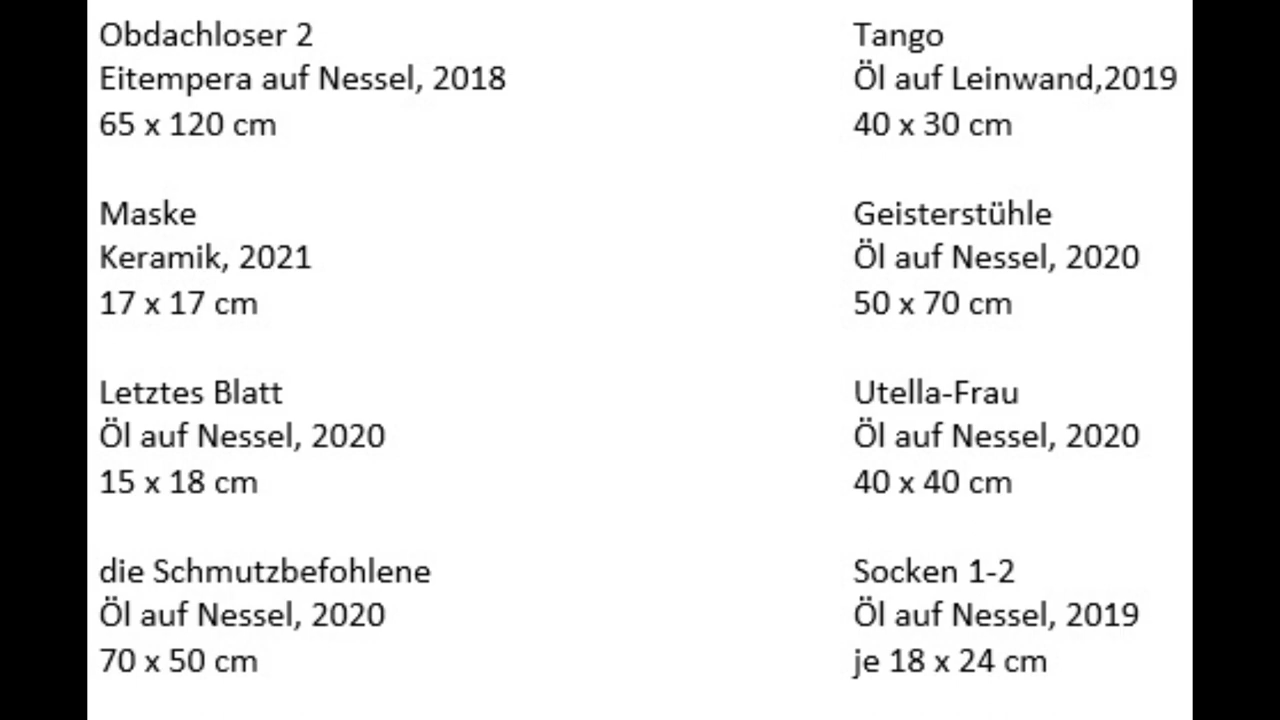 Obdachloser 2
Eitempera auf Nessel, 2018
65 x 120 cm
Maske
Keramik, 2021
17 x 17 cm
Letztes Blatt
Öl auf Nessel, 2020
15 x 18 cm
die Schmutzbefohlene
Öl auf Nessel, 2020
70 x 50 cm
Tango
Öl auf Leinwand,2019
40 x 30 cm
Geisterstühle
Öl auf Nessel, 2020
50 x 70 cm
Utella-Frau
Öl auf Nessel, 2020
40 x 40 cm
Socken 1-2
Öl auf Nessel, 2019
je 18 x 24 cm